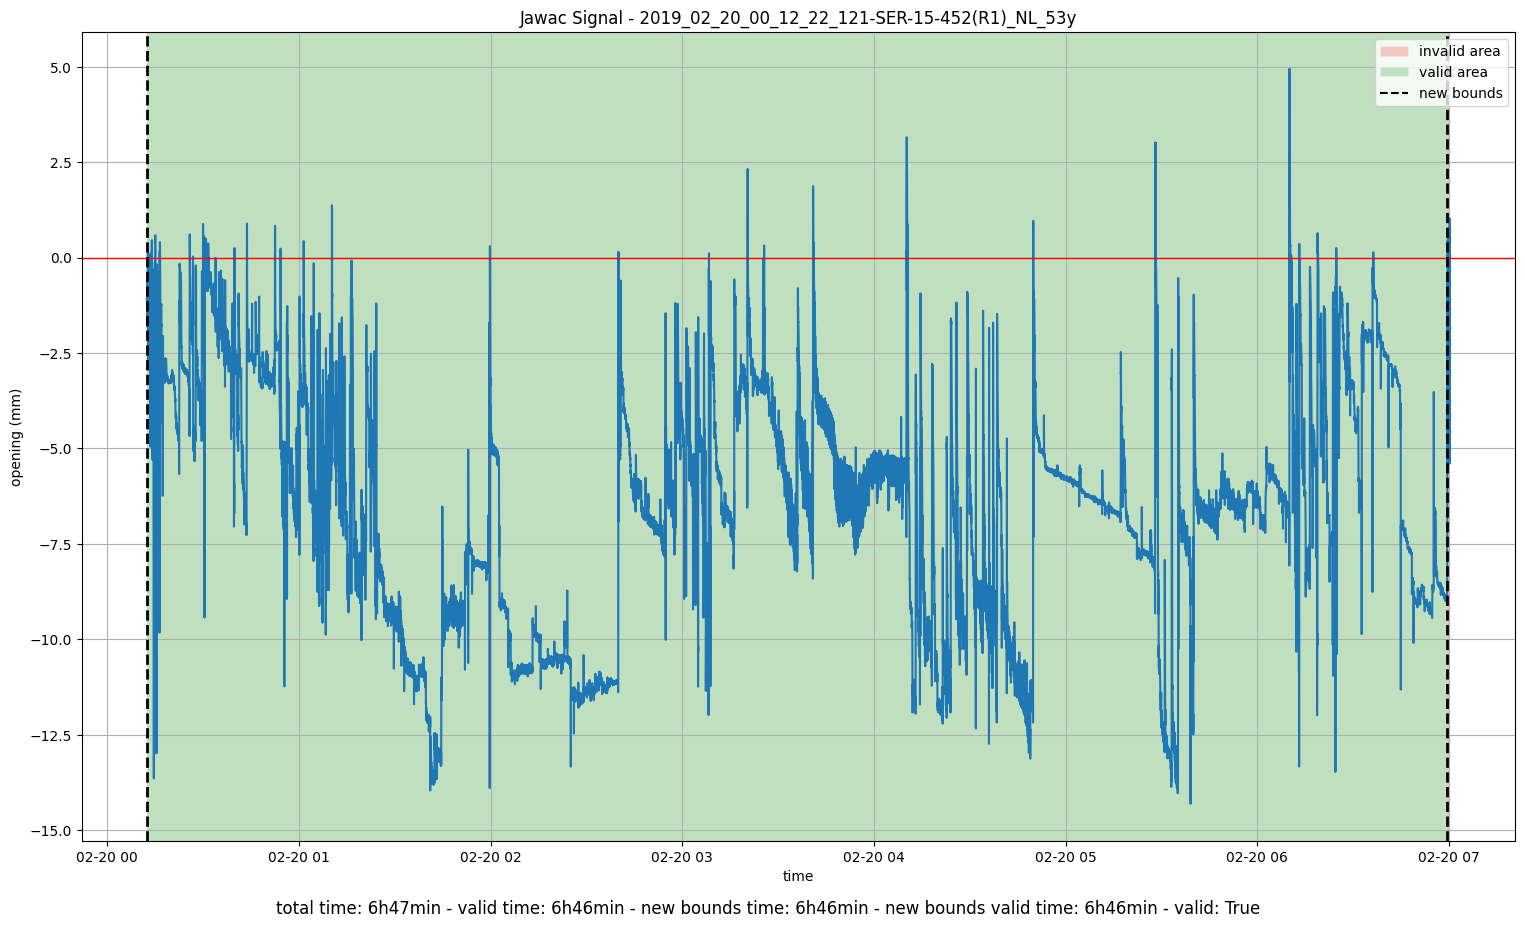 Jawac Signal - 2019_02_20_00_12_22_121-SER-15-452(R1)_NL_53y
invalid area
valid area
new bounds
opening (mm)
5.0
2.5
0.0
−2.5
−5.0
−7.5
−10.0
−12.5
−15.0
02-20 00
02-20 01
02-20 02
02-20 03
02-20 04
02-20 05
02-20 06
02-20 07
time
total time: 6h47min - valid time: 6h46min - new bounds time: 6h46min - new bounds valid time: 6h46min - valid: True